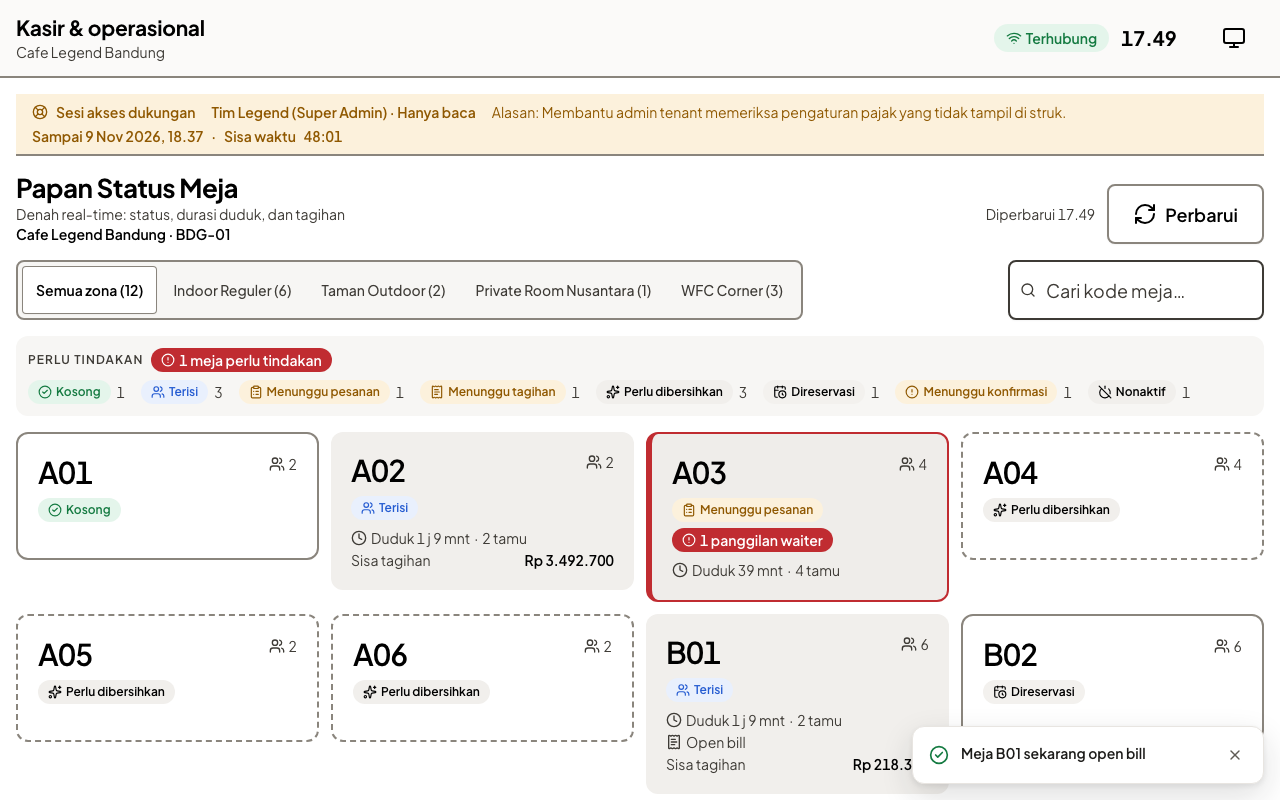 Kasir & operasional
Cafe Legend Bandung
Terhubung
17.49
Sesi akses dukungan Tim Legend (Super Admin) · Hanya baca Alasan: Membantu admin tenant memeriksa pengaturan pajak yang tidak tampil di struk.
Sampai 9 Nov 2026, 18.37 · Sisa waktu 48:01
Papan Status Meja
Denah real-time: status, durasi duduk, dan tagihan
Cafe Legend Bandung · BDG-01
Diperbarui 17.49
Perbarui
Semua zona (12) Indoor Reguler (6) Taman Outdoor (2) Private Room Nusantara (1) WFC Corner (3)
Cari kode meja...
PERLU TINDAKAN 1 meja perlu tindakan
Kosong 1 Terisi 3 Menunggu pesanan 1 Menunggu tagihan 1 Perlu dibersihkan 3 Direservasi 1 Menunggu konfirmasi 1 Nonaktif 1
A01 2
Kosong
A02 2
Terisi
Duduk 1 j 9 mnt · 2 tamu
Sisa tagihan Rp 3.492.700
A03 4
Menunggu pesanan
1 panggilan waiter
Duduk 39 mnt · 4 tamu
A04 4
Perlu dibersihkan
A05 2
Perlu dibersihkan
A06 2
Perlu dibersihkan
B01 6
Terisi
Duduk 1 j 9 mnt · 2 tamu
Open bill
Sisa tagihan Rp 218.3
B02 6
Direservasi
Meja B01 sekarang open bill